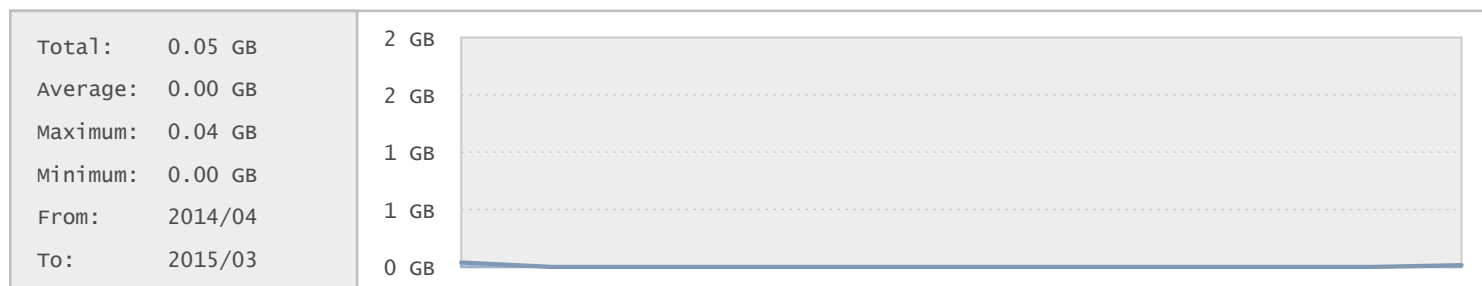 Total: 0.05 GB
Average: 0.00 GB
Maximum: 0.04 GB
Minimum: 0.00 GB
From: 2014/04
To: 2015/03
2 GB
2 GB
1 GB
1 GB
0 GB